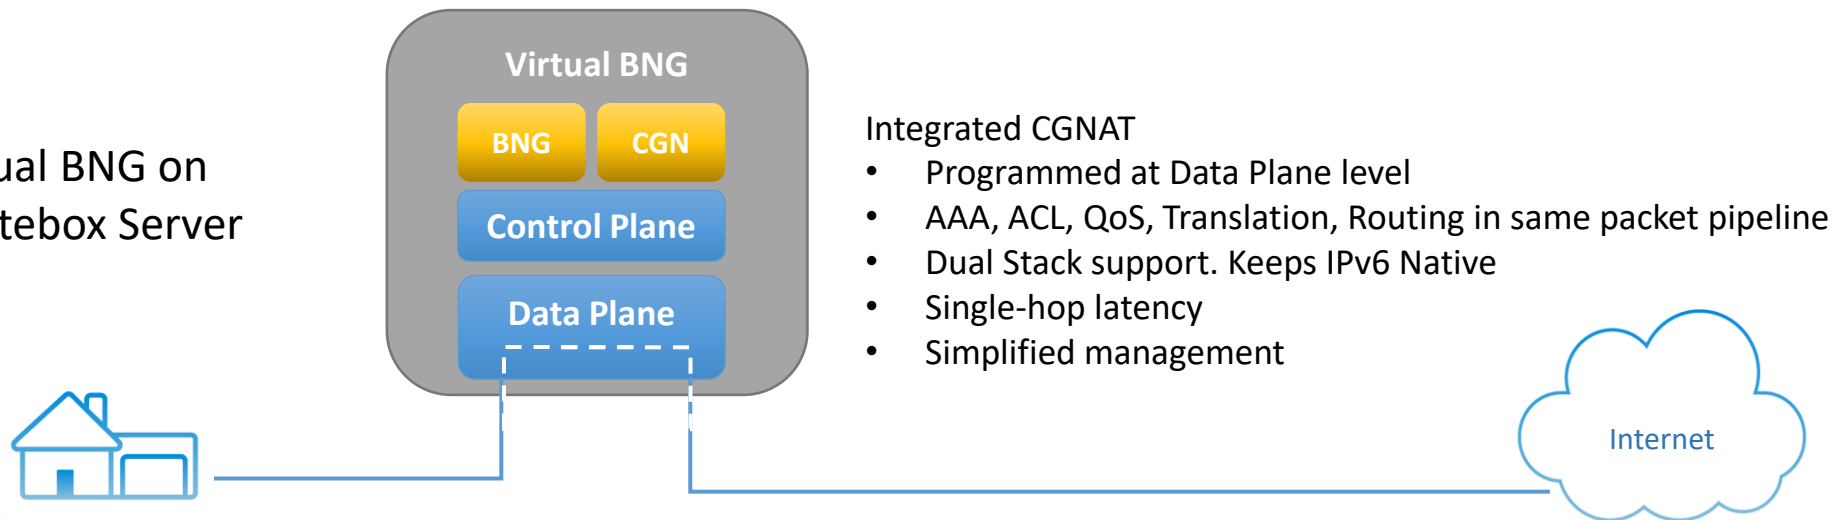 Virtual BNG
BNG
CGN
Control Plane
Data Plane
BNG on
Server
Integrated CGNAT
• Programmed at Data Plane level
• AAA, ACL, QoS, Translation, Routing in same packet pipeline
• Dual Stack support. Keeps IPv6 Native
• Single-hop latency
• Simplified management
Internet